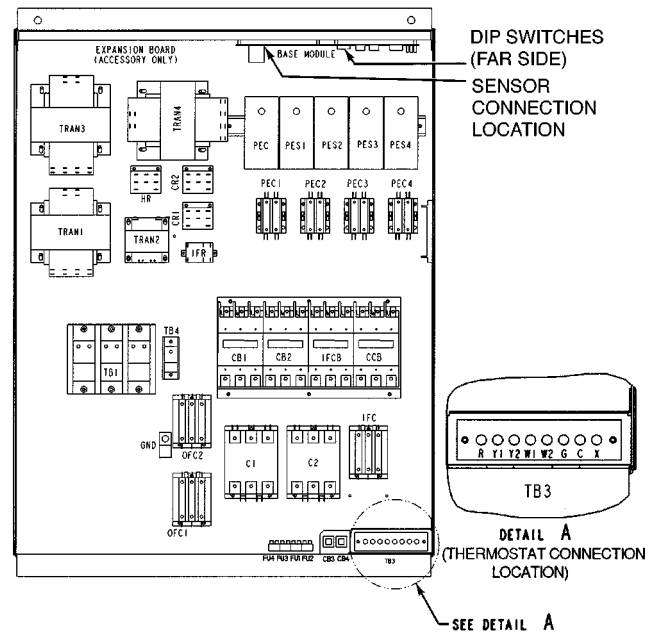 DIP SWITCHES
(FAR SIDE)
SENSOR
CONNECTION
LOCATION
EXPANSION BOARD
(ACCESSORY ONLY)
BASE MODULE
TRAN3
TRAN4
PEC
PES1
PES2
PES3
PES4
HR
CR2
PEC1
PEC2
PEC3
PEC4
TRAN1
TRAN2
CR1
IFR
TB4
TB1
CB1
CB2
IFCB
CCB
GND
OFC2
C1
C2
IFC
OFC1
FU4 FU3 FU1 FU2
CB3 CB4
TB3
R Y1 Y2 W1 W2 G C X
TB3
DETAIL A
(THERMOSTAT CONNECTION
LOCATION)
SEE DETAIL A